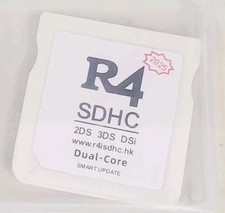 R4
2025
SDHC
2DS 3DS DSi
www.r4isdhc.hk
Dual-Core
SMART UPDATE